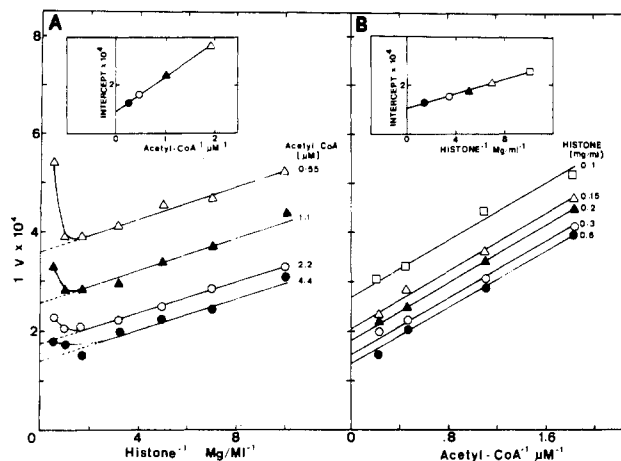 A
B
8
6
4
2
0
1 V x 10⁴
INTERCEPT x 10⁴
2
0
1
2
Acetyl-CoA⁻¹ μM⁻¹
Acetyl-CoA
[μM]
0.55
1.1
2.2
4.4
0
4
8
Histone⁻¹ Mg/Ml⁻¹
INTERCEPT x 10⁴
2
0
4
8
HISTONE⁻¹ Mg/ml⁻¹
HISTONE
[mg/ml]
0.1
0.15
0.2
0.3
0.6
0
.8
1.6
Acetyl-CoA⁻¹ μM⁻¹